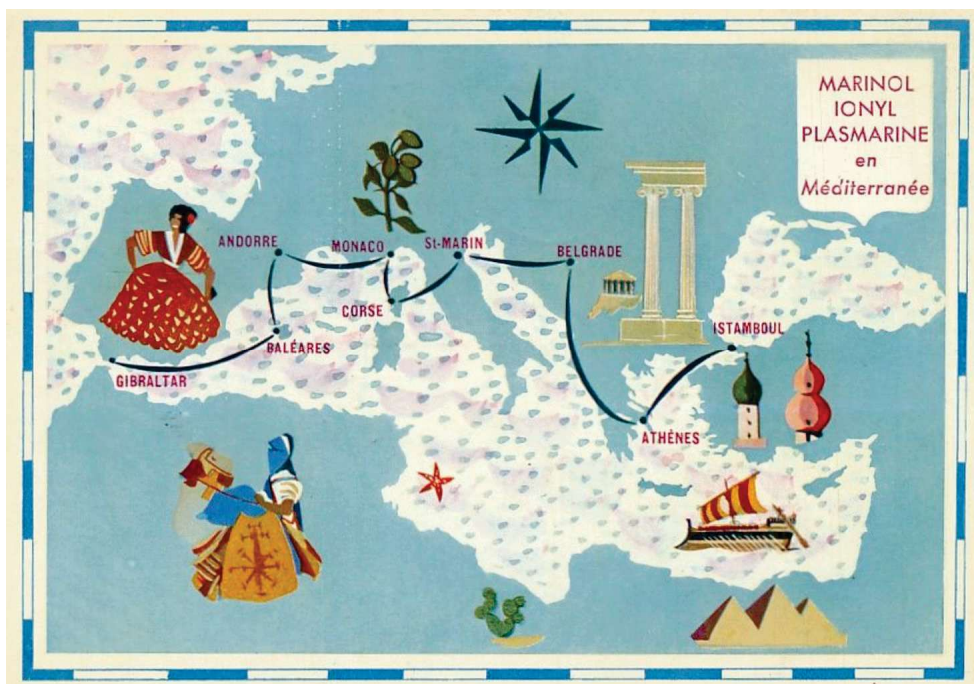 MARINOL
IONYL
PLASMARINE
en
Méditerranée
ANDORRE
MONACO
St-MARIN
BELGRADE
CORSE
ISTAMBOUL
BALÉARES
GIBRALTAR
ATHÈNES